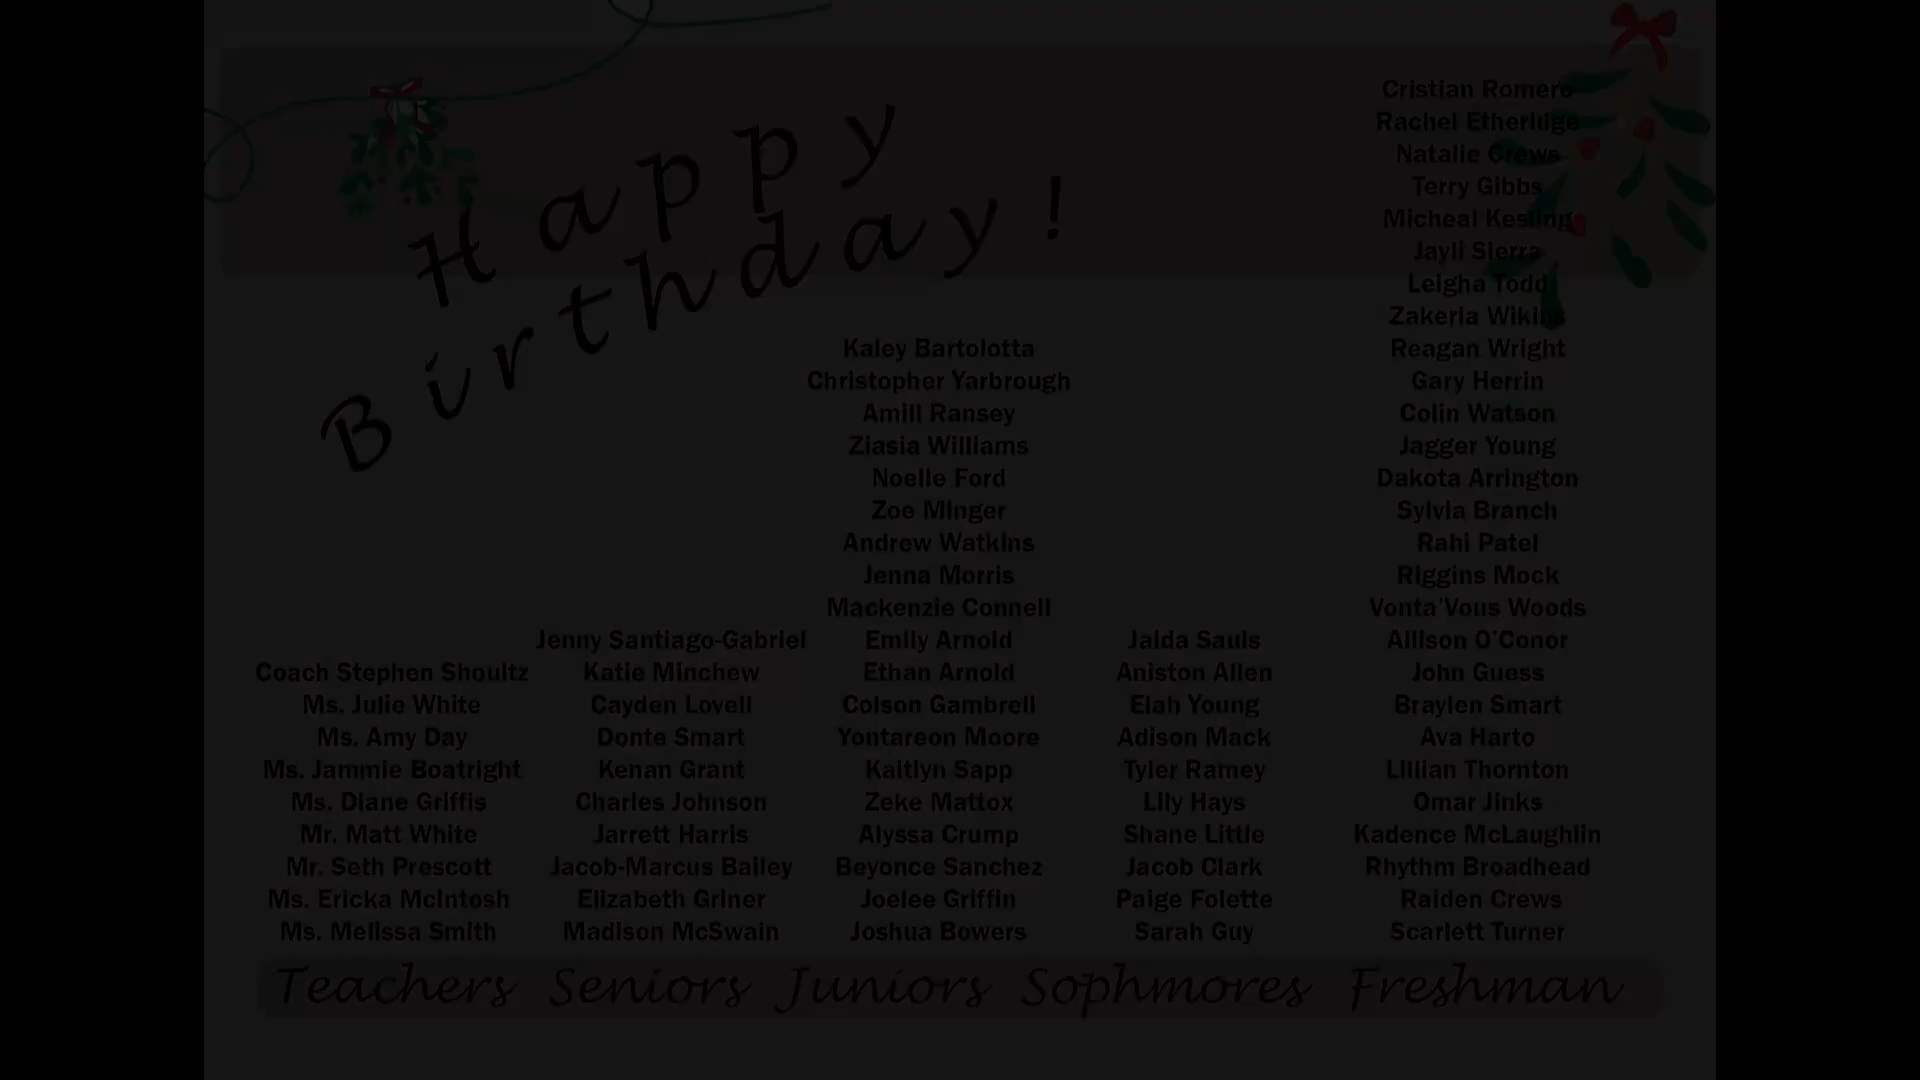 Happy
Birthday!
Coach Stephen Shoultz
Ms. Julie White
Ms. Amy Day
Ms. Jammie Boatright
Ms. Diane Griffis
Mr. Matt White
Mr. Seth Prescott
Ms. Ericka McIntosh
Ms. Melissa Smith
Teachers
Jenny Santiago-Gabriel
Katie Minchew
Cayden Lovell
Donte Smart
Kenan Grant
Charles Johnson
Jarrett Harris
Jacob-Marcus Bailey
Elizabeth Griner
Madison McSwain
Seniors
Kaley Bartolotta
Christopher Yarbrough
Amill Ransey
Ziasia Williams
Noelle Ford
Zoe Minger
Andrew Watkins
Jenna Morris
Mackenzie Connell
Emily Arnold
Ethan Arnold
Colson Gambrell
Yontareon Moore
Kaitlyn Sapp
Zeke Mattox
Alyssa Crump
Beyonce Sanchez
Joelee Griffin
Joshua Bowers
Juniors
Jaida Sauls
Aniston Allen
Elah Young
Adison Mack
Tyler Ramey
Lily Hays
Shane Little
Jacob Clark
Paige Folette
Sarah Guy
Sophmores
Cristian Romero
Rachel Etheridge
Natalie Crews
Terry Gibbs
Micheal Kesling
Jayli Sierra
Leigha Todd
Zakeria
Reagan Wright
Gary Herrin
Colin Watson
Jagger Young
Dakota Arrington
Sylvia Branch
Rahi Patel
Riggins Mock
Vonta'Vous Woods
Allison O'Conor
John Guess
Braylen Smart
Ava Harto
Lillian Thornton
Omar Jinks
Kadence McLaughlin
Rhythm Broadhead
Raiden Crews
Scarlett Turner
Freshman